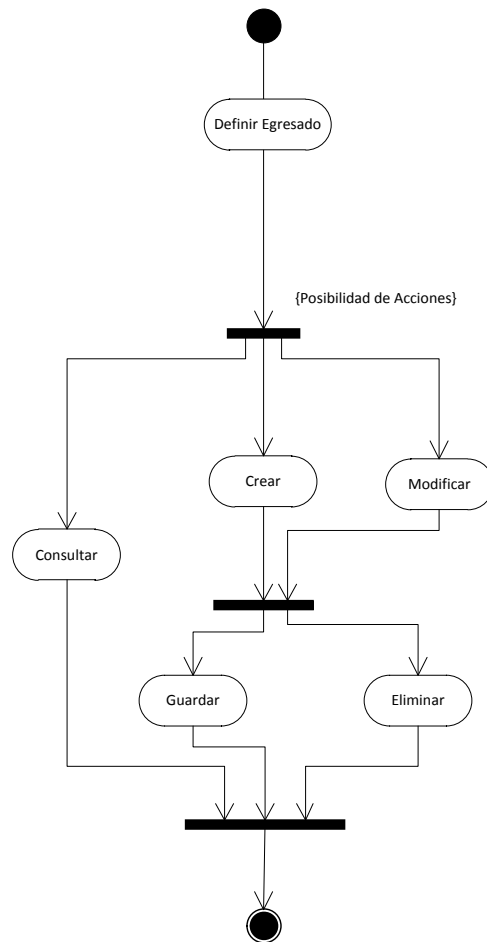 Definir Egresado
{Posibilidad de Acciones}
Crear
Modificar
Consultar
Guardar
Eliminar